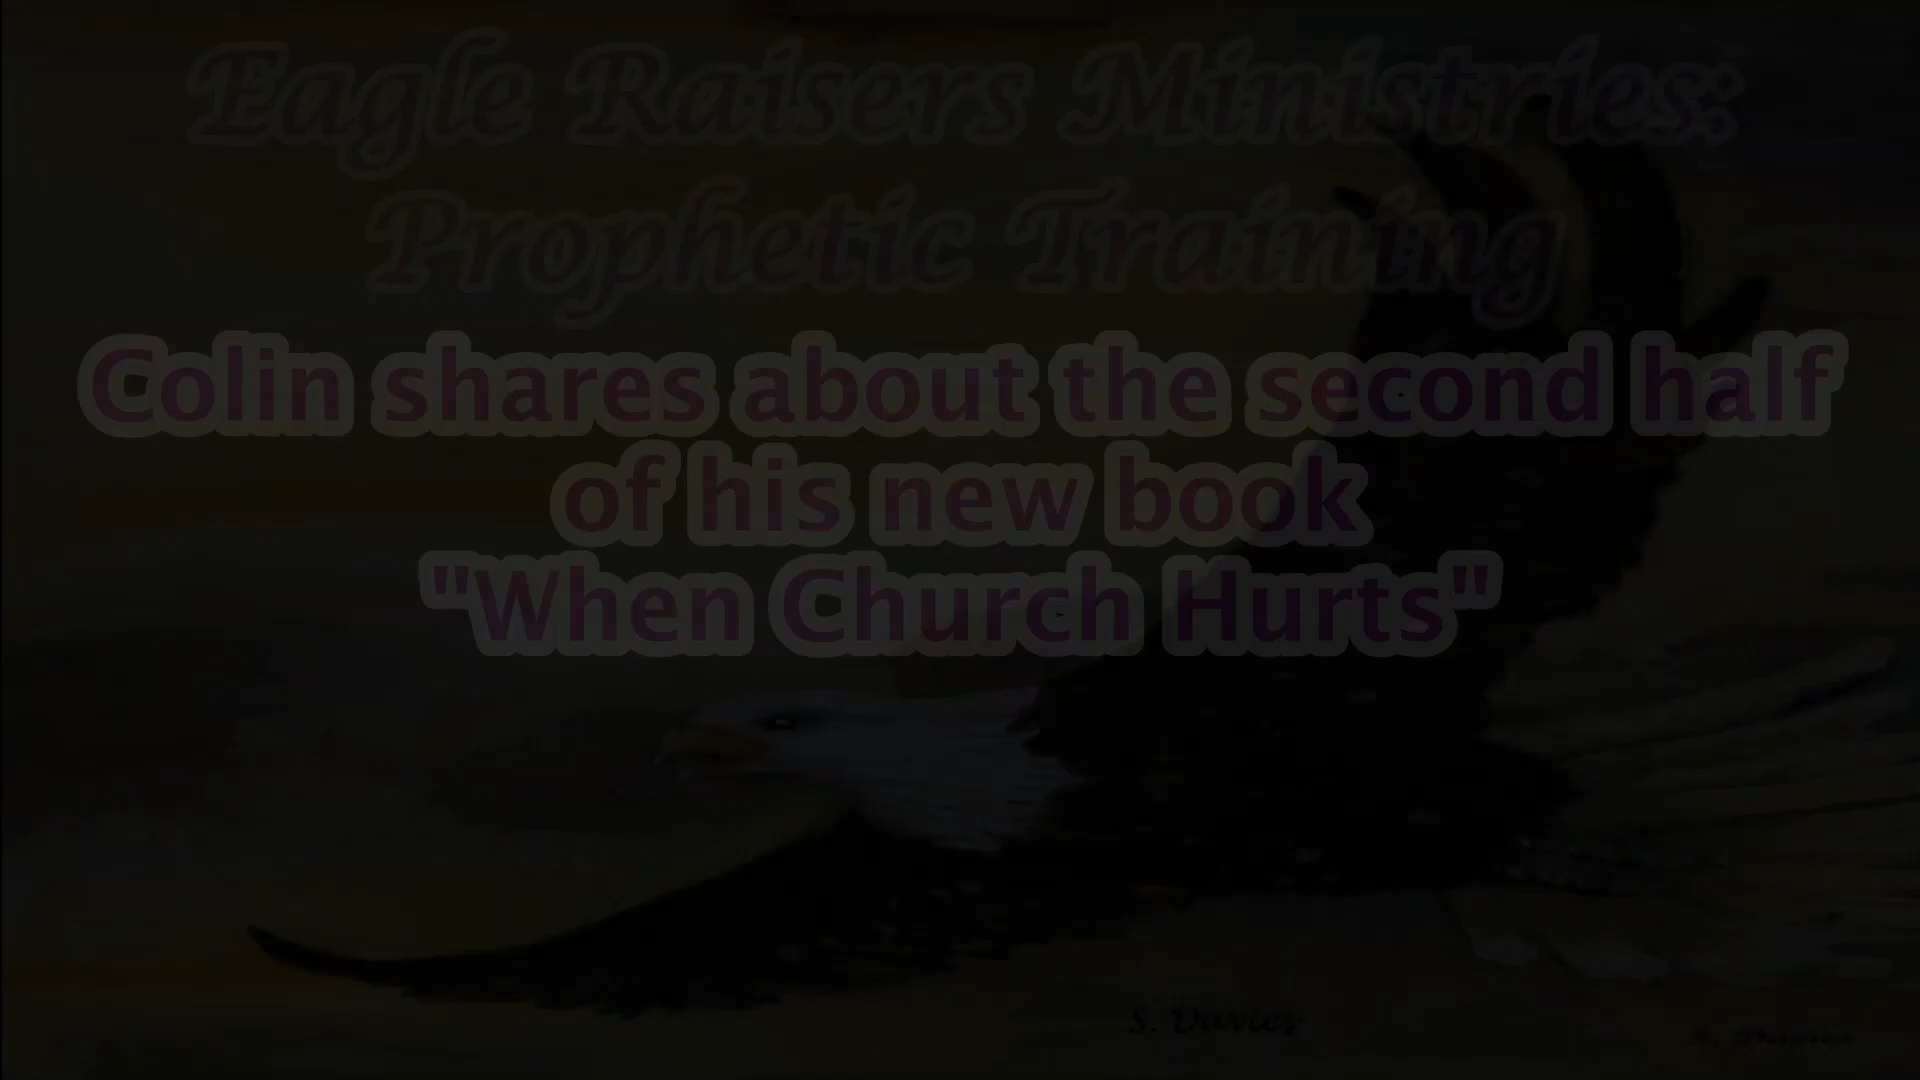 Eagle Raisers Ministries:
Prophetic Training
Colin shares about the second half
of his new book
"When Church Hurts"
S. Davies
S. Davies